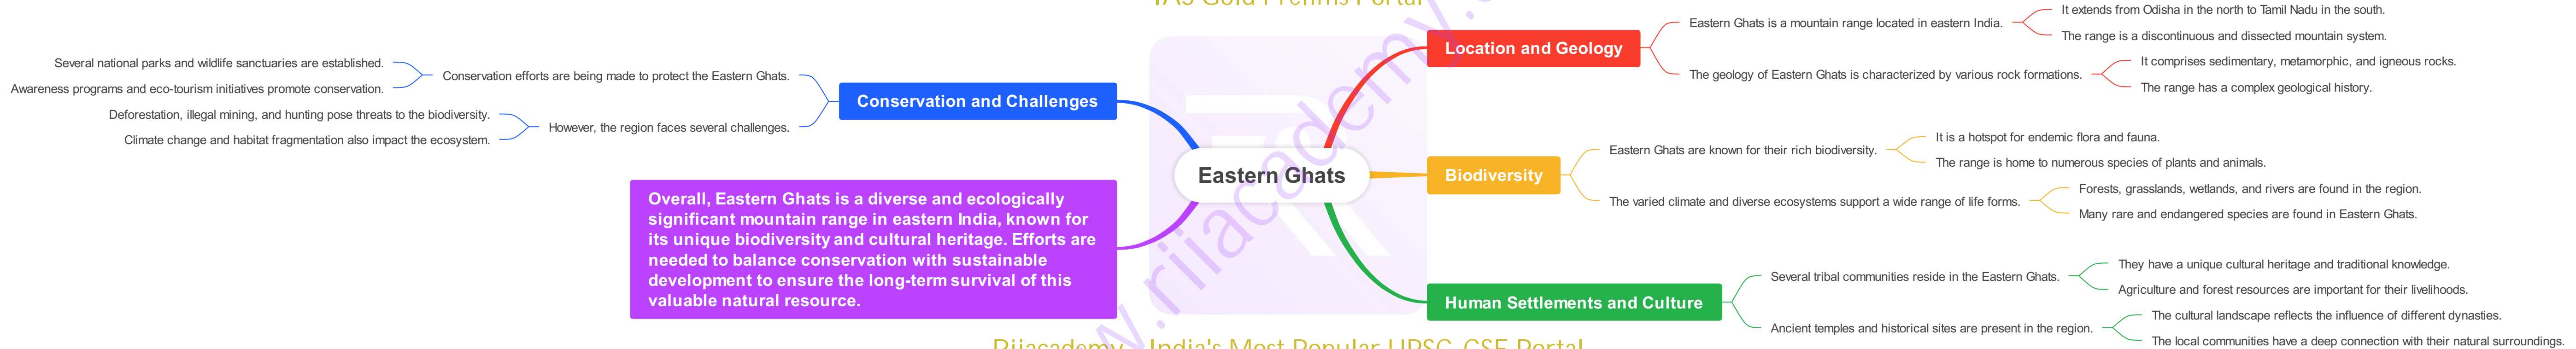 IAS Gold Prelims Portal
Eastern Ghats
Location and Geology
Eastern Ghats is a mountain range located in eastern India.
It extends from Odisha in the north to Tamil Nadu in the south.
The range is a discontinuous and dissected mountain system.
The geology of Eastern Ghats is characterized by various rock formations.
It comprises sedimentary, metamorphic, and igneous rocks.
The range has a complex geological history.
Biodiversity
Eastern Ghats are known for their rich biodiversity.
It is a hotspot for endemic flora and fauna.
The range is home to numerous species of plants and animals.
The varied climate and diverse ecosystems support a wide range of life forms.
Forests, grasslands, wetlands, and rivers are found in the region.
Many rare and endangered species are found in Eastern Ghats.
Human Settlements and Culture
Several tribal communities reside in the Eastern Ghats.
They have a unique cultural heritage and traditional knowledge.
Agriculture and forest resources are important for their livelihoods.
Ancient temples and historical sites are present in the region.
The cultural landscape reflects the influence of different dynasties.
The local communities have a deep connection with their natural surroundings.
Conservation and Challenges
Conservation efforts are being made to protect the Eastern Ghats.
Several national parks and wildlife sanctuaries are established.
Awareness programs and eco-tourism initiatives promote conservation.
However, the region faces several challenges.
Deforestation, illegal mining, and hunting pose threats to the biodiversity.
Climate change and habitat fragmentation also impact the ecosystem.
Overall, Eastern Ghats is a diverse and ecologically
significant mountain range in eastern India, known for
its unique biodiversity and cultural heritage. Efforts are
needed to balance conservation with sustainable
development to ensure the long-term survival of this
valuable natural resource.
w.rijacademy.
Rijacademy - India's Most Popular UPSC-CSE Portal